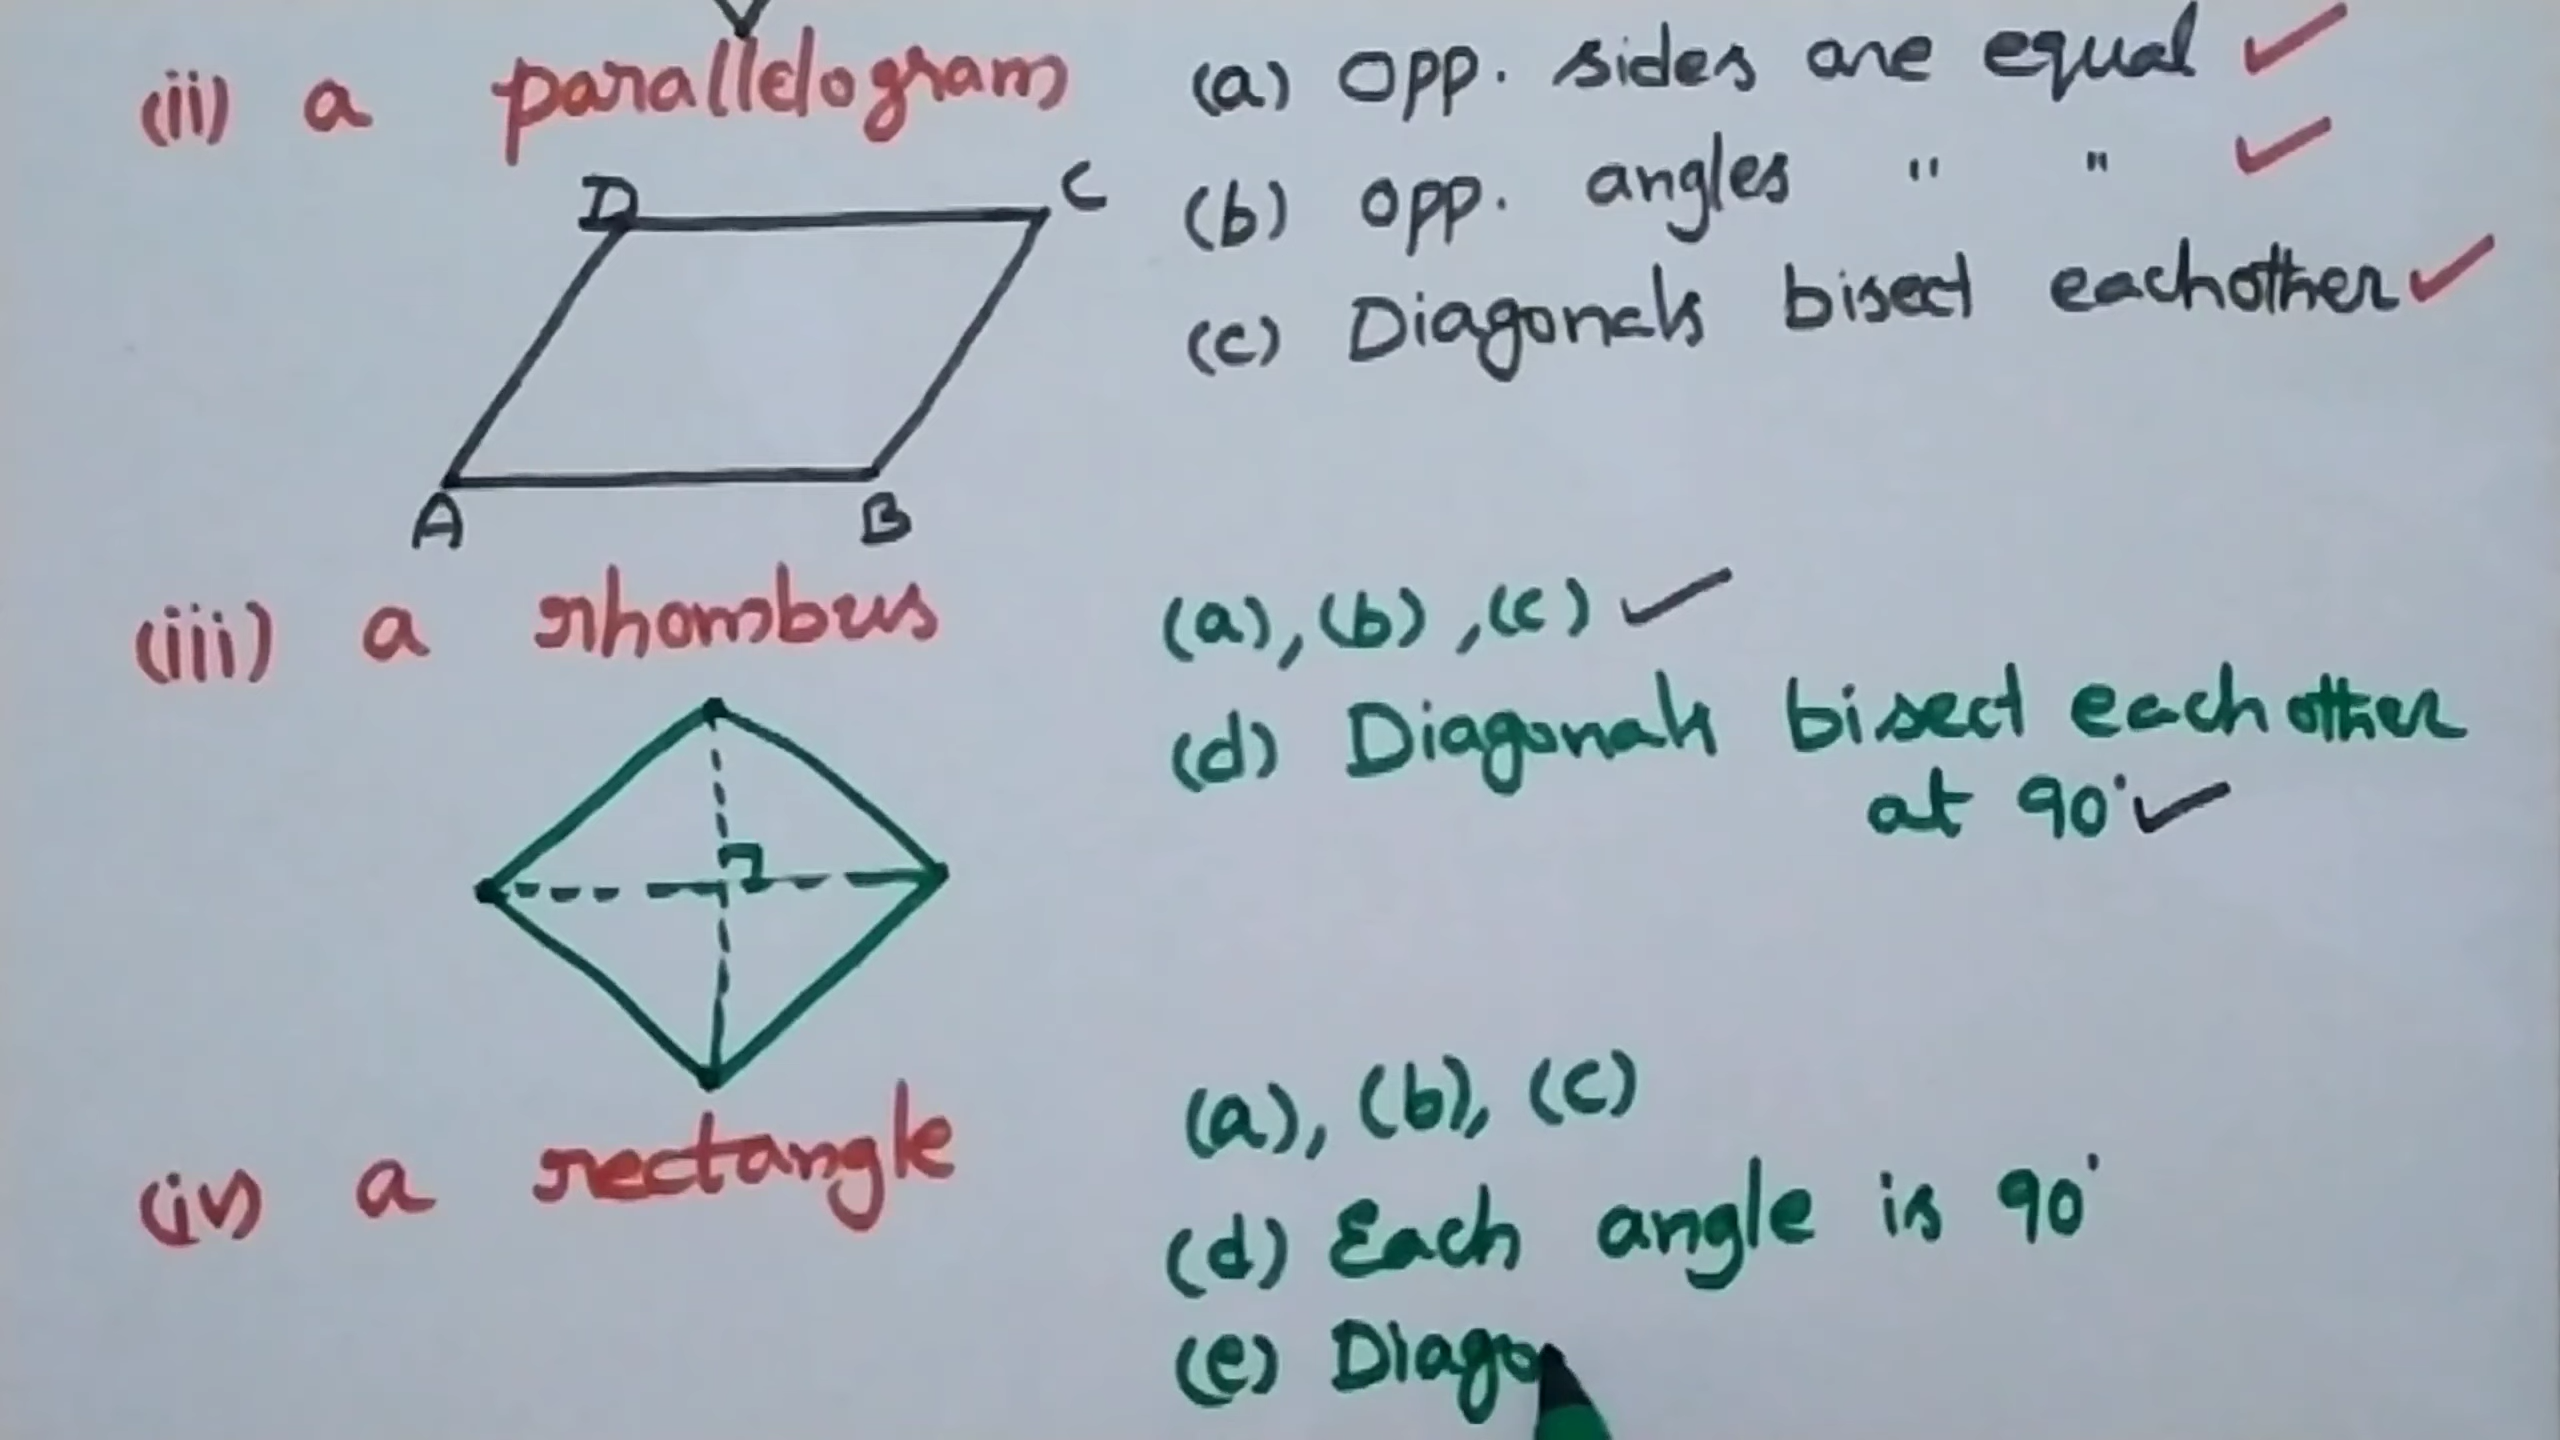 (ii) a parallelogram
(a) Opp. sides are equal
(b) Opp. angles " "
(c) Diagonals bisect eachother
D
C
A
B
(iii) a rhombus
(a), (b), (c)
(d) Diagonals bisect each other
at 90°
(iv) a rectangle
(a), (b), (c)
(d) Each angle is 90°
(e) Diago